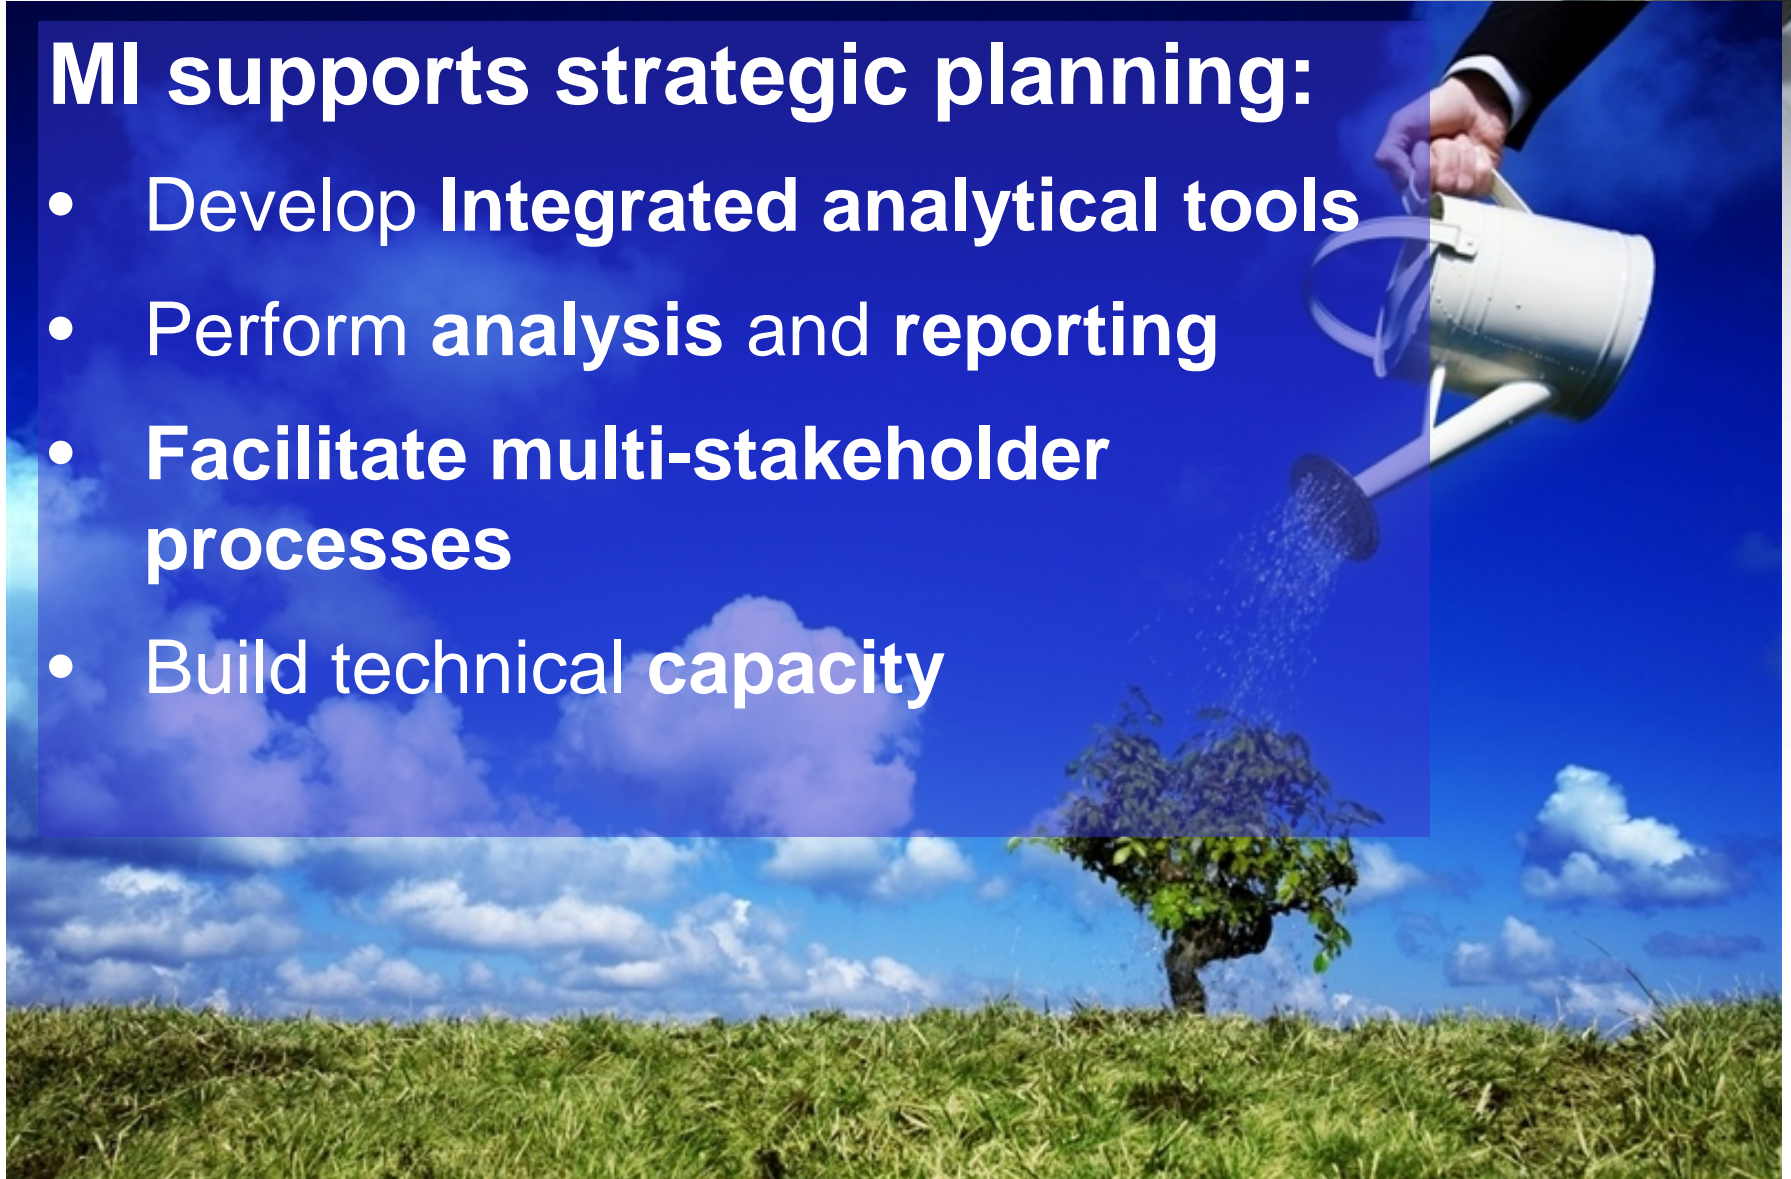 MI supports strategic planning:
• Develop Integrated analytical tools
• Perform analysis and reporting
• Facilitate multi-stakeholder
processes
• Build technical capacity